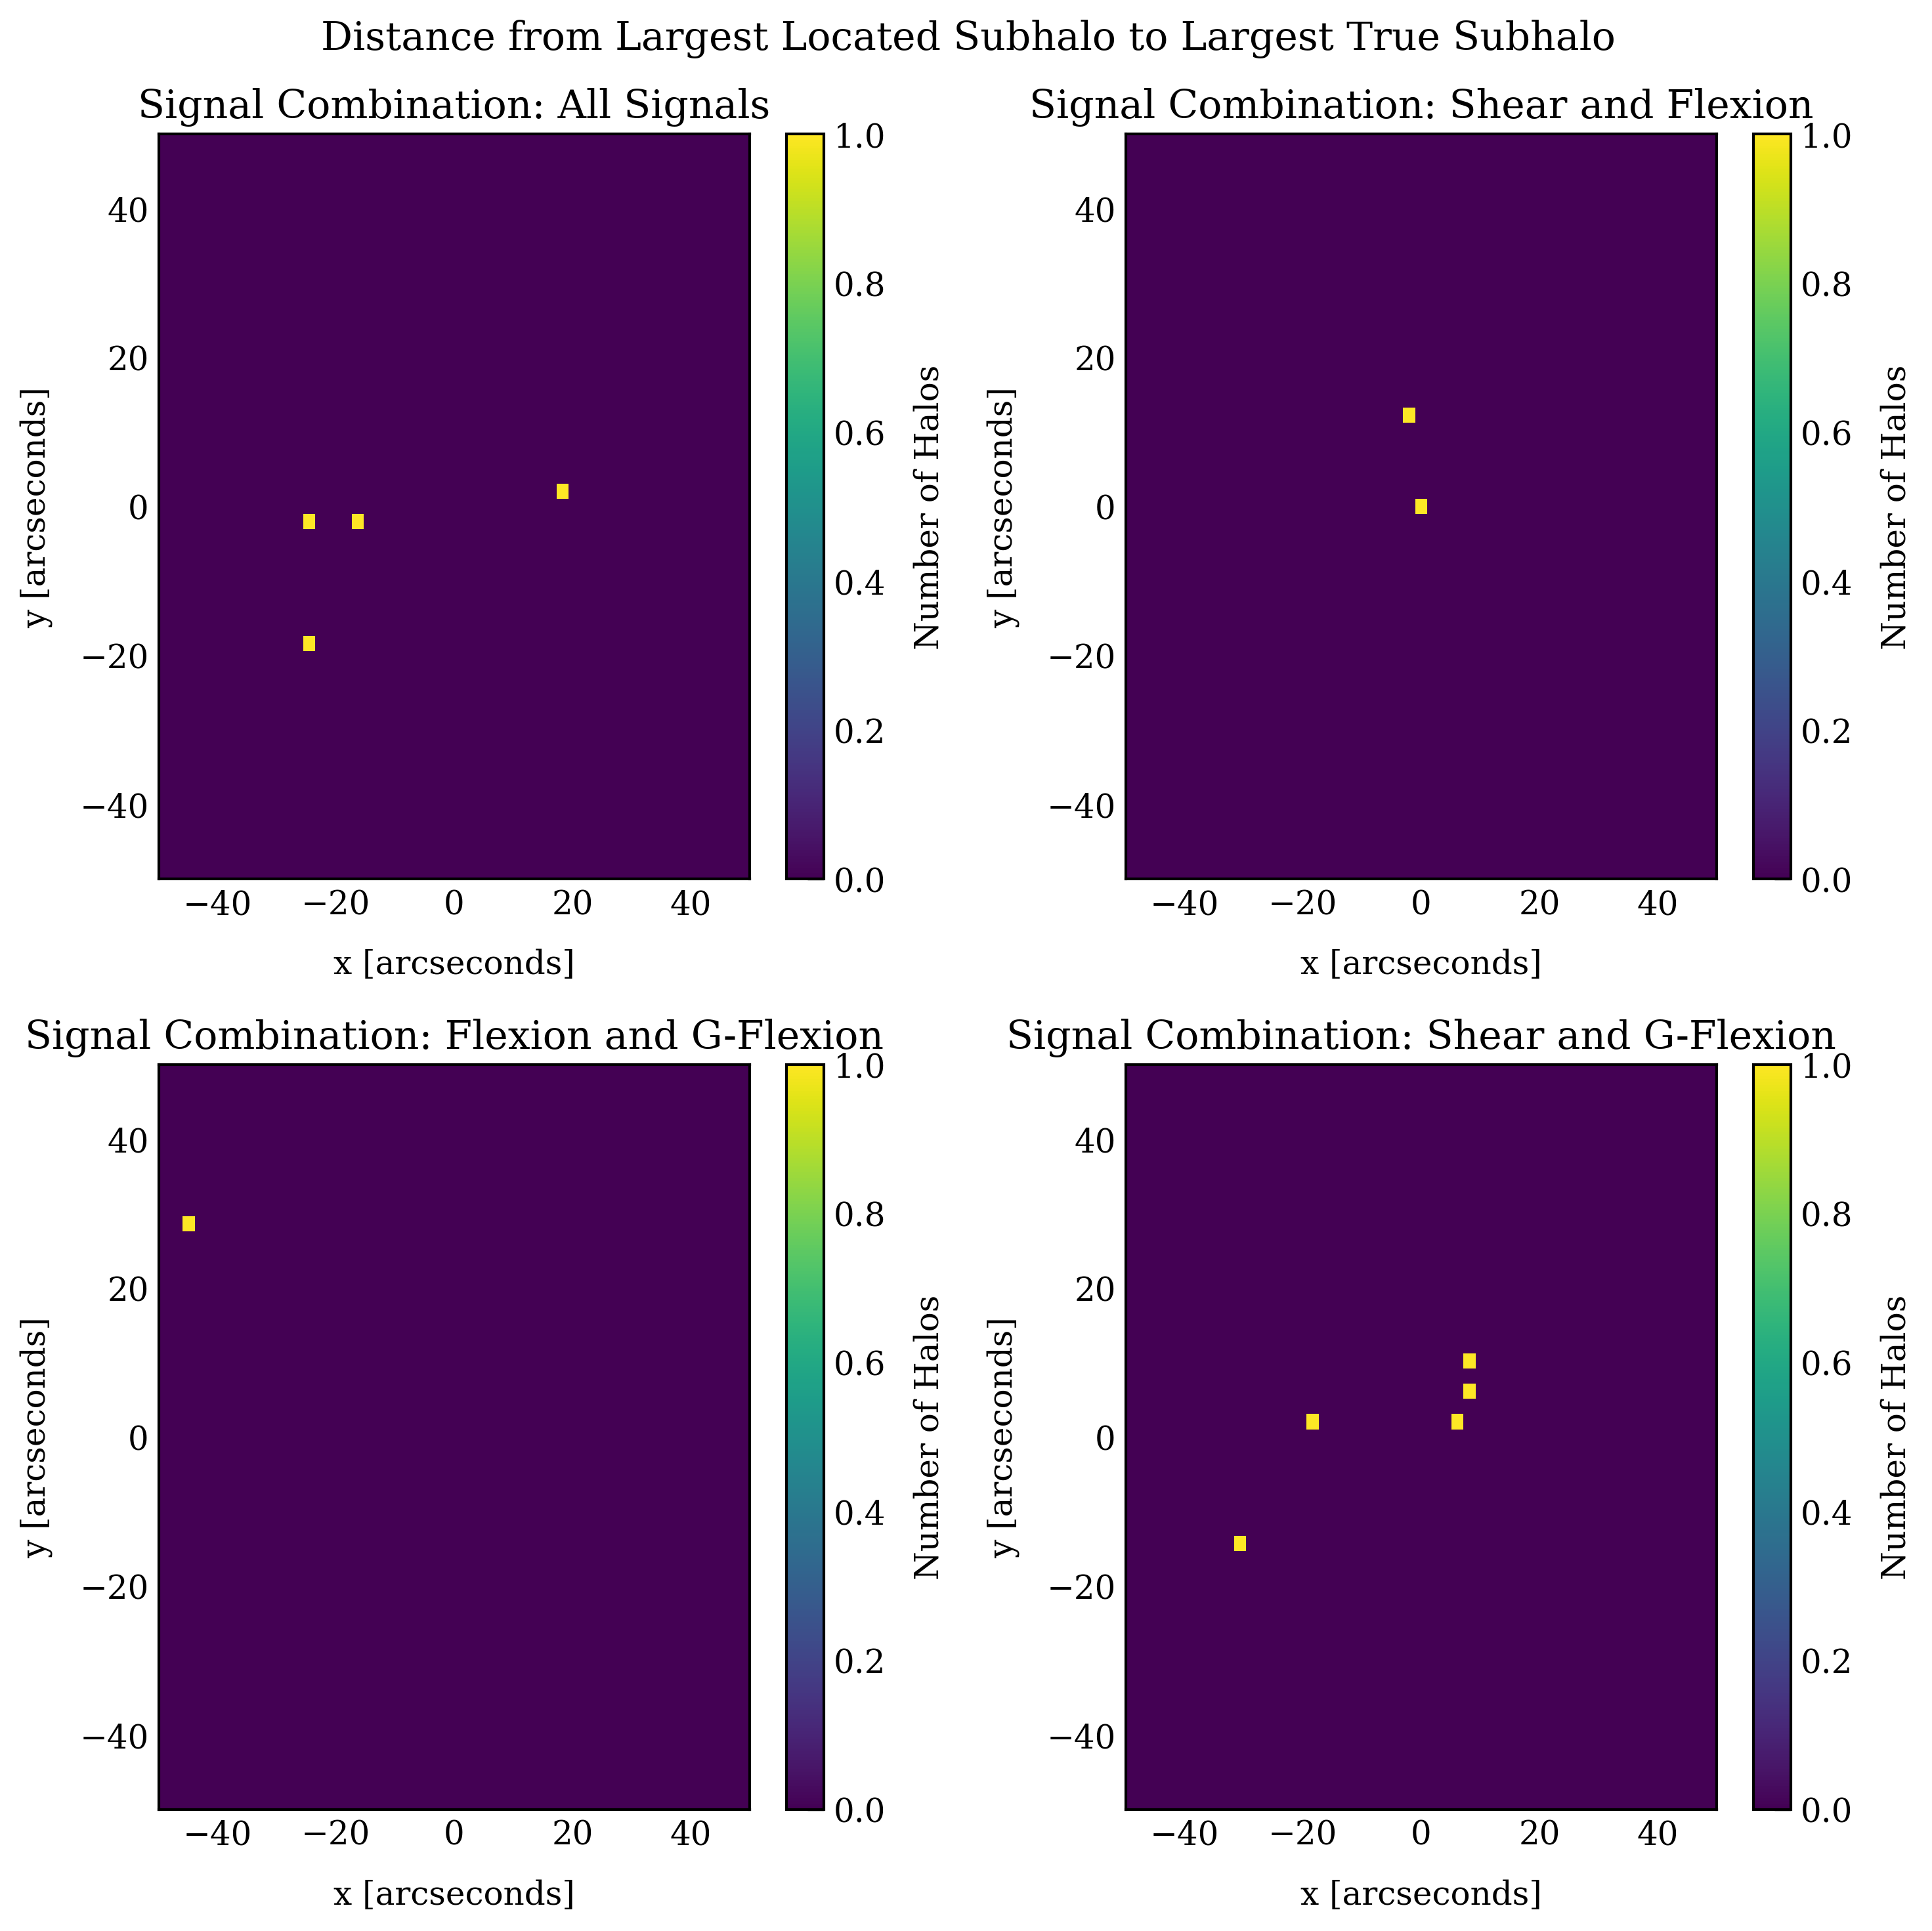 Distance from Largest Located Subhalo to Largest True Subhalo
Signal Combination: All Signals
y [arcseconds]
40
20
0
−20
−40
−40 −20 0 20 40
x [arcseconds]
1.0
0.8
0.6
0.4
0.2
0.0
Number of Halos
Signal Combination: Shear and Flexion
y [arcseconds]
40
20
0
−20
−40
−40 −20 0 20 40
x [arcseconds]
1.0
0.8
0.6
0.4
0.2
0.0
Number of Halos
Signal Combination: Flexion and G-Flexion
y [arcseconds]
40
20
0
−20
−40
−40 −20 0 20 40
x [arcseconds]
1.0
0.8
0.6
0.4
0.2
0.0
Number of Halos
Signal Combination: Shear and G-Flexion
y [arcseconds]
40
20
0
−20
−40
−40 −20 0 20 40
x [arcseconds]
1.0
0.8
0.6
0.4
0.2
0.0
Number of Halos